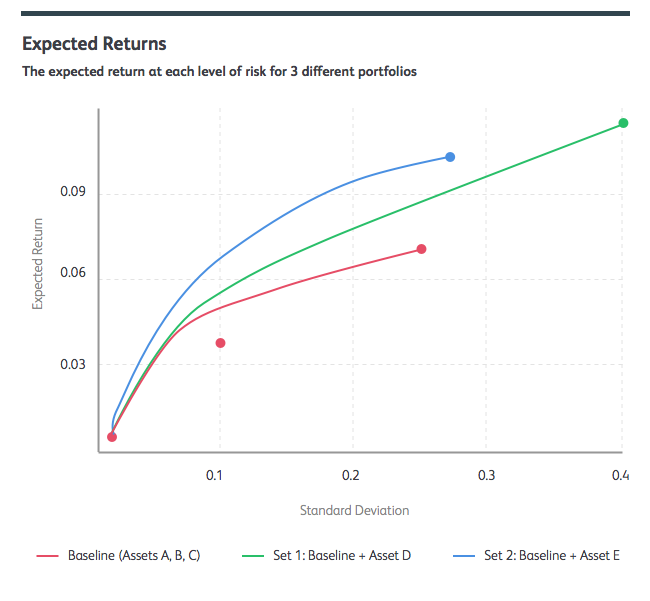 Expected Returns
The expected return at each level of risk for 3 different portfolios
0.09
0.06
0.03
Expected Return
0.1 0.2 0.3 0.4
Standard Deviation
Baseline (Assets A, B, C) Set 1: Baseline + Asset D Set 2: Baseline + Asset E